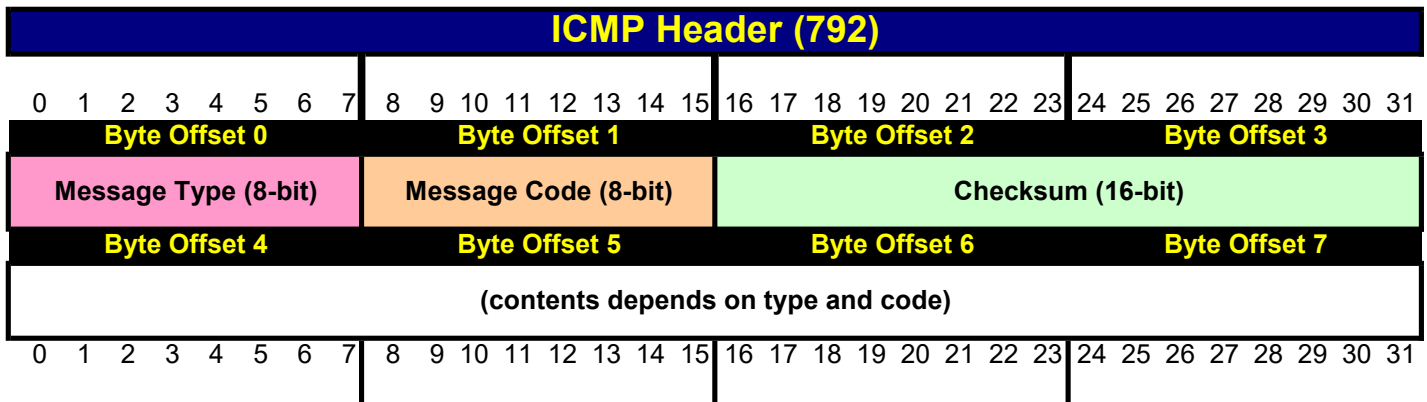 ICMP Header (792)
0 1 2 3 4 5 6 7 8 9 10 11 12 13 14 15 16 17 18 19 20 21 22 23 24 25 26 27 28 29 30 31
Byte Offset 0 Byte Offset 1 Byte Offset 2 Byte Offset 3
Message Type (8-bit) Message Code (8-bit) Checksum (16-bit)
Byte Offset 4 Byte Offset 5 Byte Offset 6 Byte Offset 7
(contents depends on type and code)
0 1 2 3 4 5 6 7 8 9 10 11 12 13 14 15 16 17 18 19 20 21 22 23 24 25 26 27 28 29 30 31